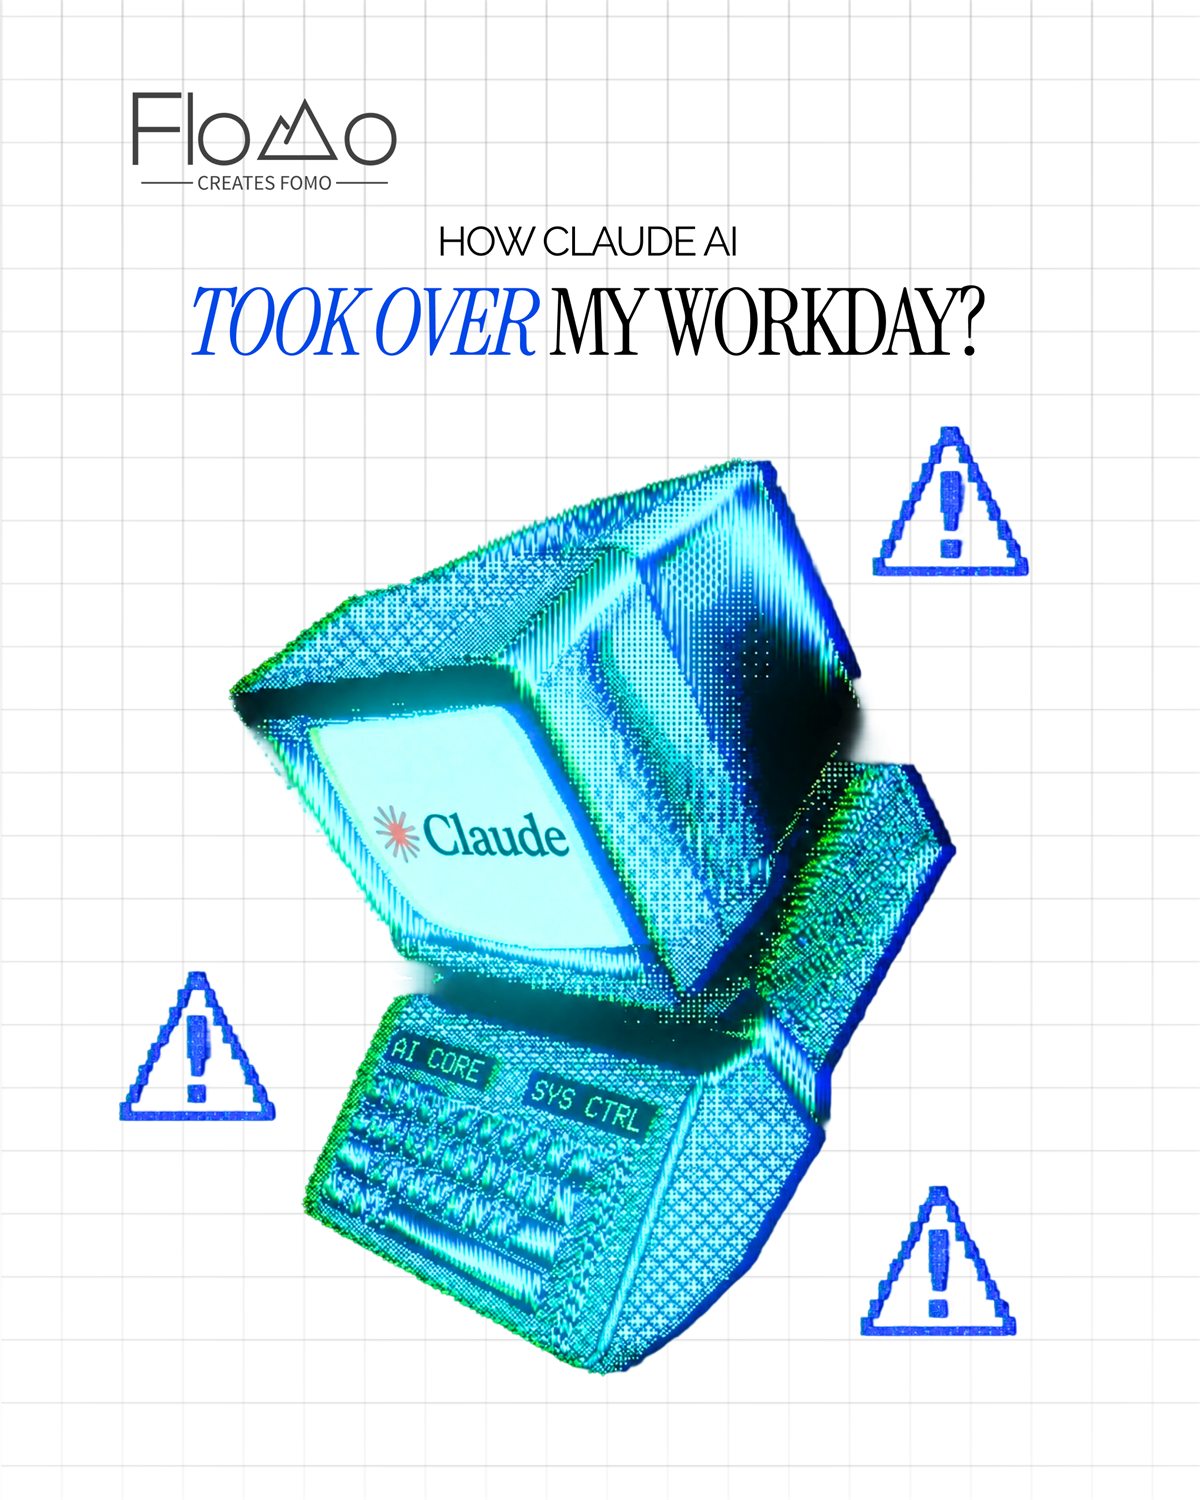 FloMo
CREATES FOMO
HOW CLAUDE AI
TOOK OVER MY WORKDAY?
Claude
AI CORE
SYS CTRL